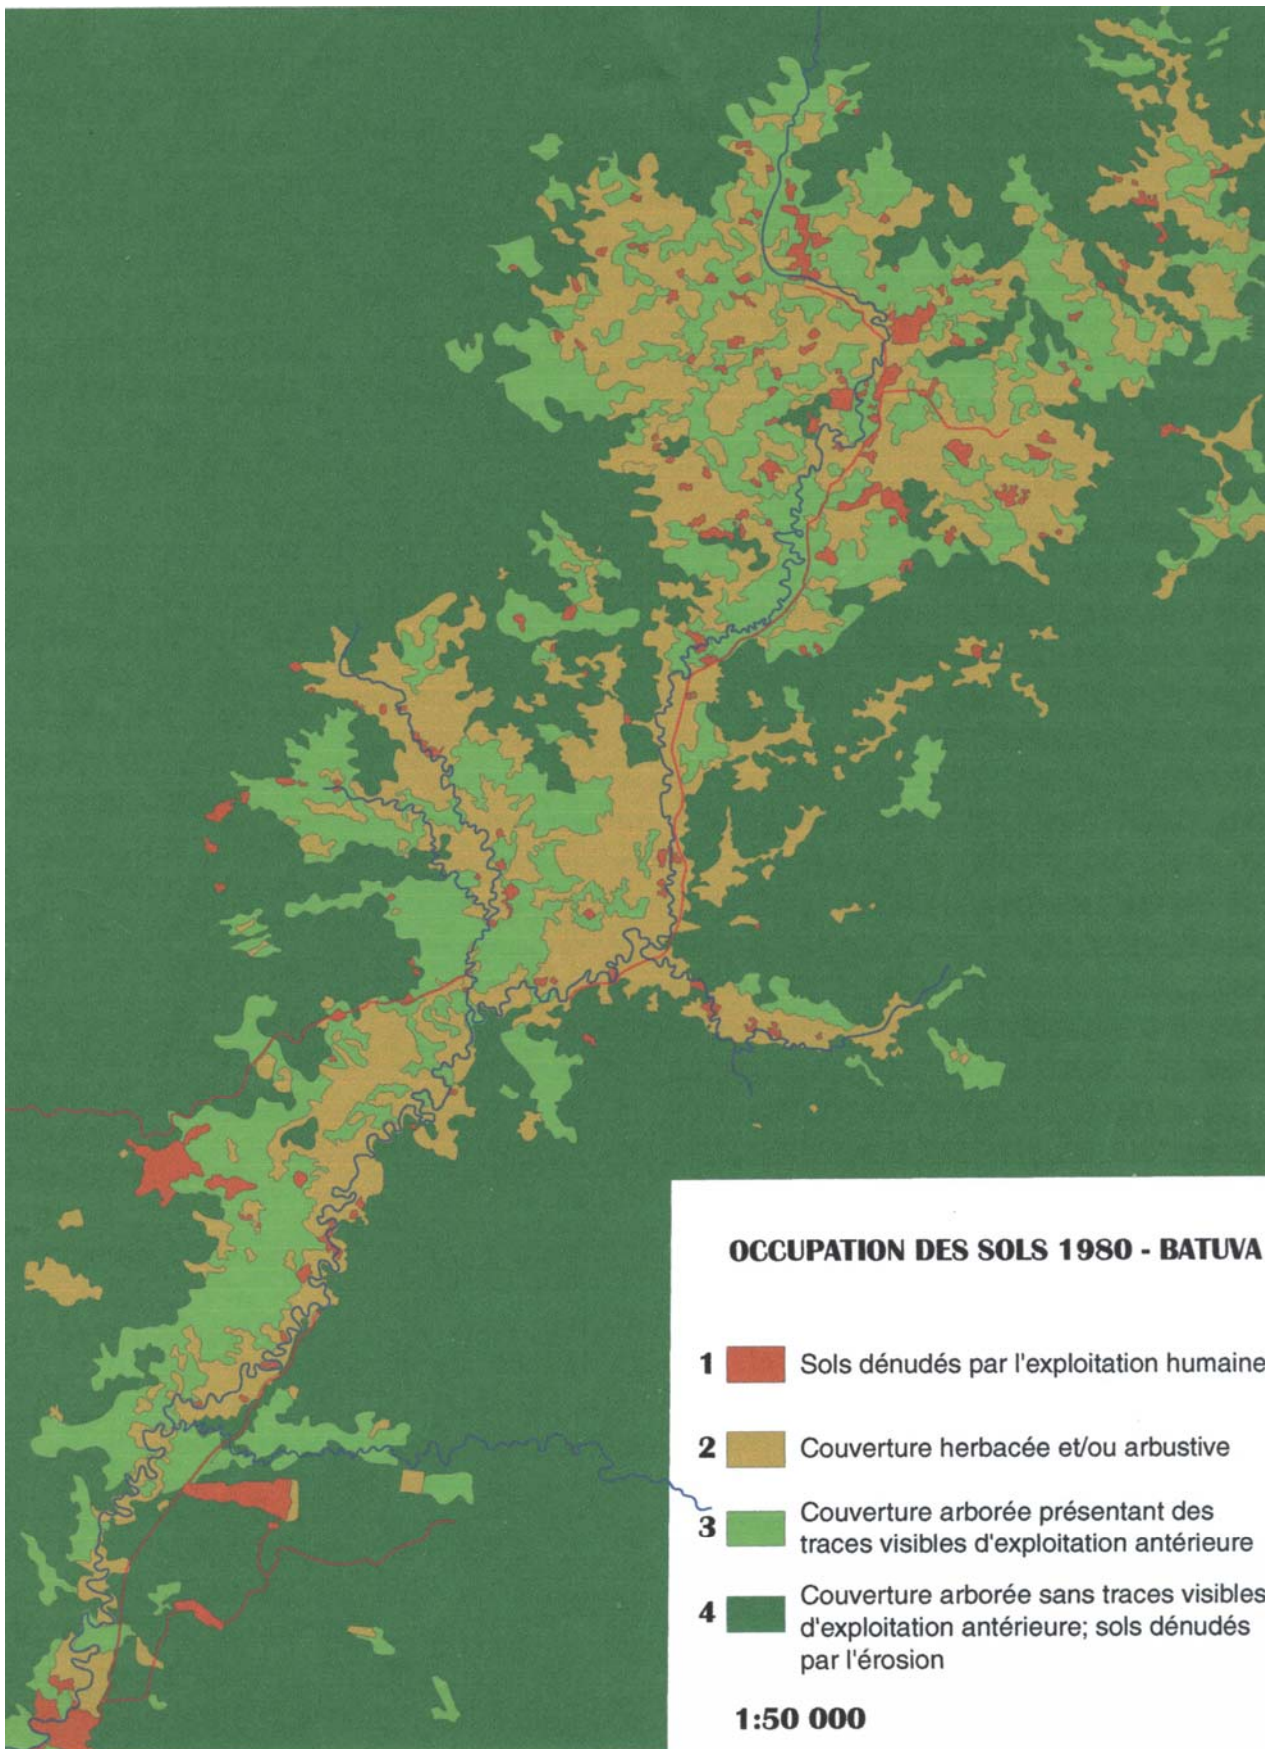 OCCUPATION DES SOLS 1980 - BATUVA
1 Sols dénudés par l'exploitation humaine
2 Couverture herbacée et/ou arbustive
3 Couverture arborée présentant des
traces visibles d'exploitation antérieure
4 Couverture arborée sans traces visibles
d'exploitation antérieure; sols dénudés
par l'érosion
1:50 000